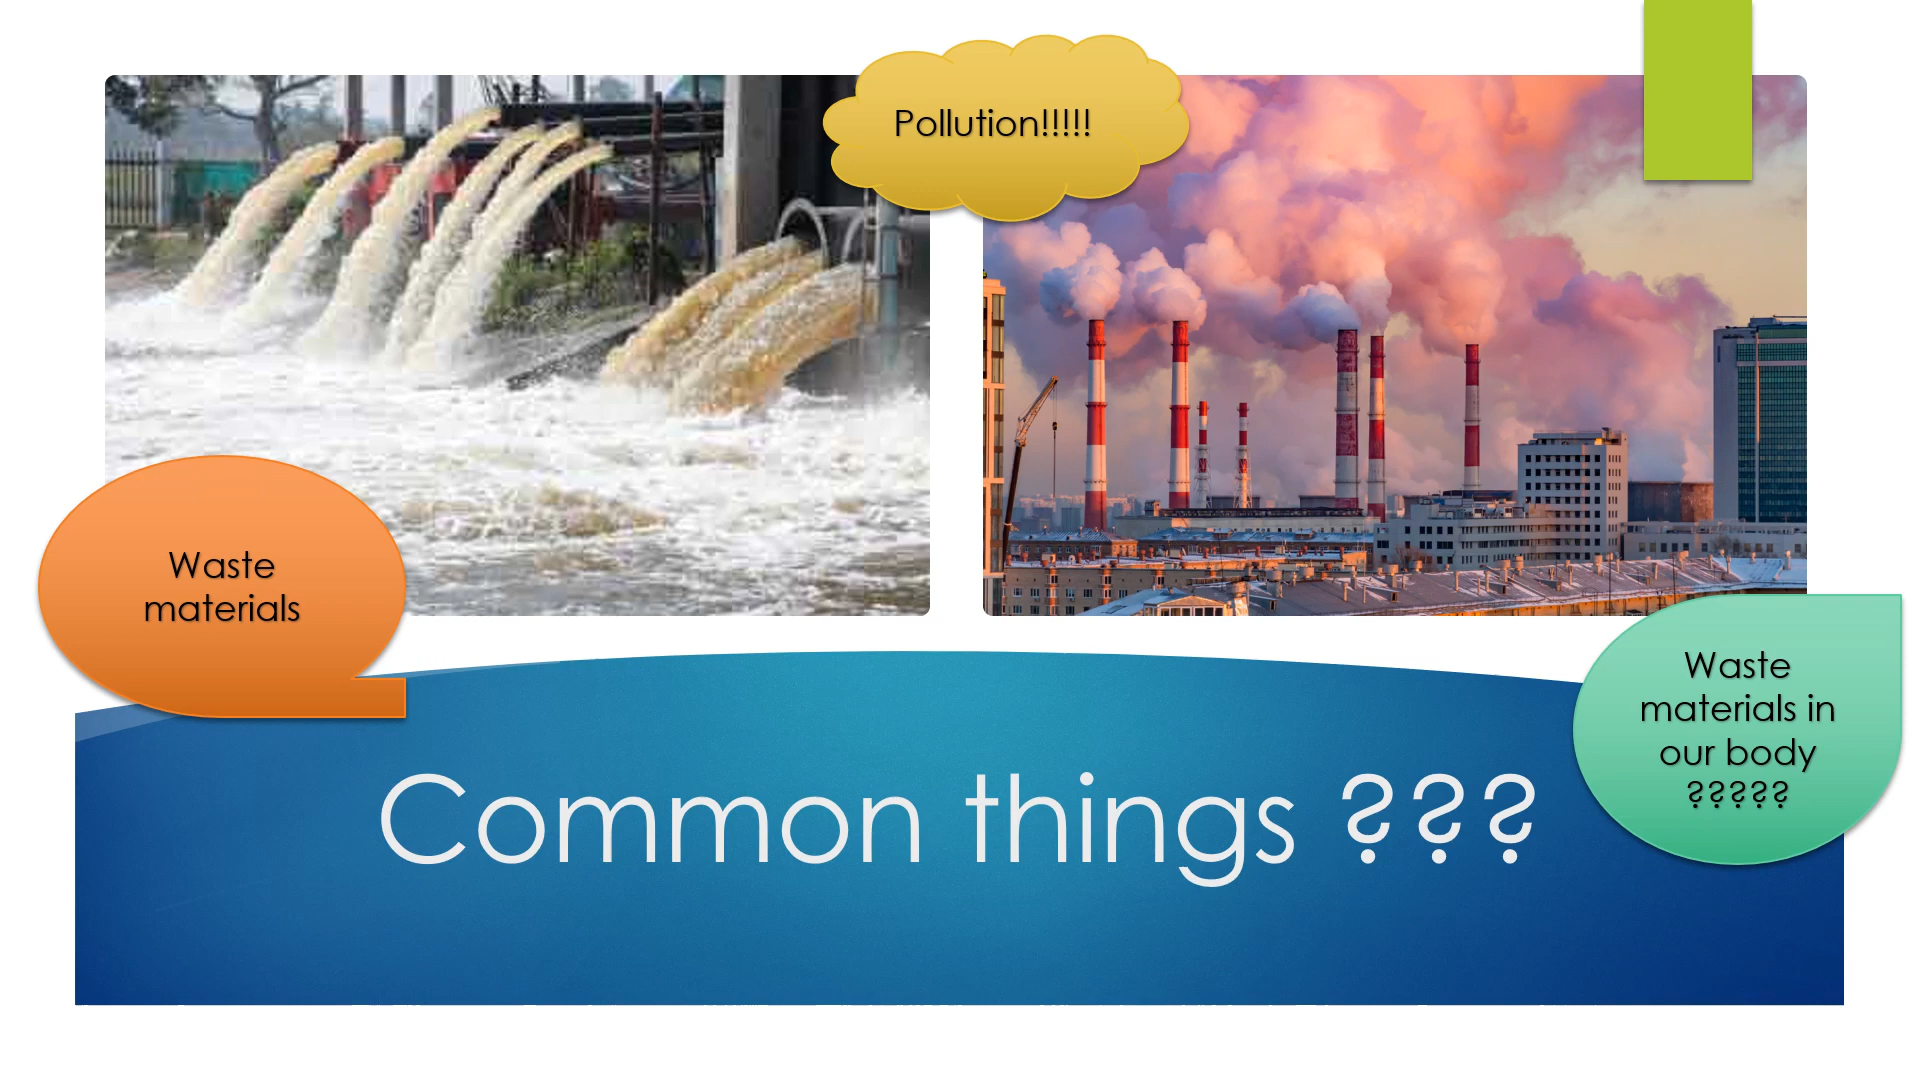 Pollution!!!!!
Waste
materials
Waste
materials in
our body
?????
Common things ???